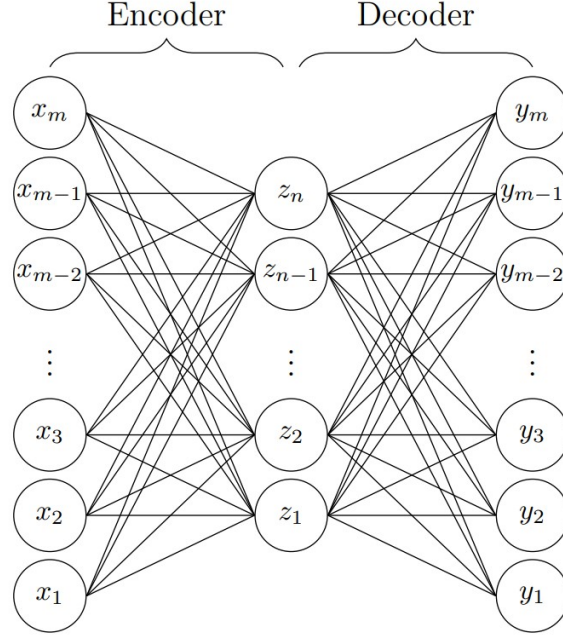 Encoder Decoder
x_m y_m
x_{m−1} z_n y_{m−1}
x_{m−2} z_{n−1} y_{m−2}
⋮ ⋮ ⋮
x_3 z_2 y_3
x_2 z_1 y_2
x_1 y_1